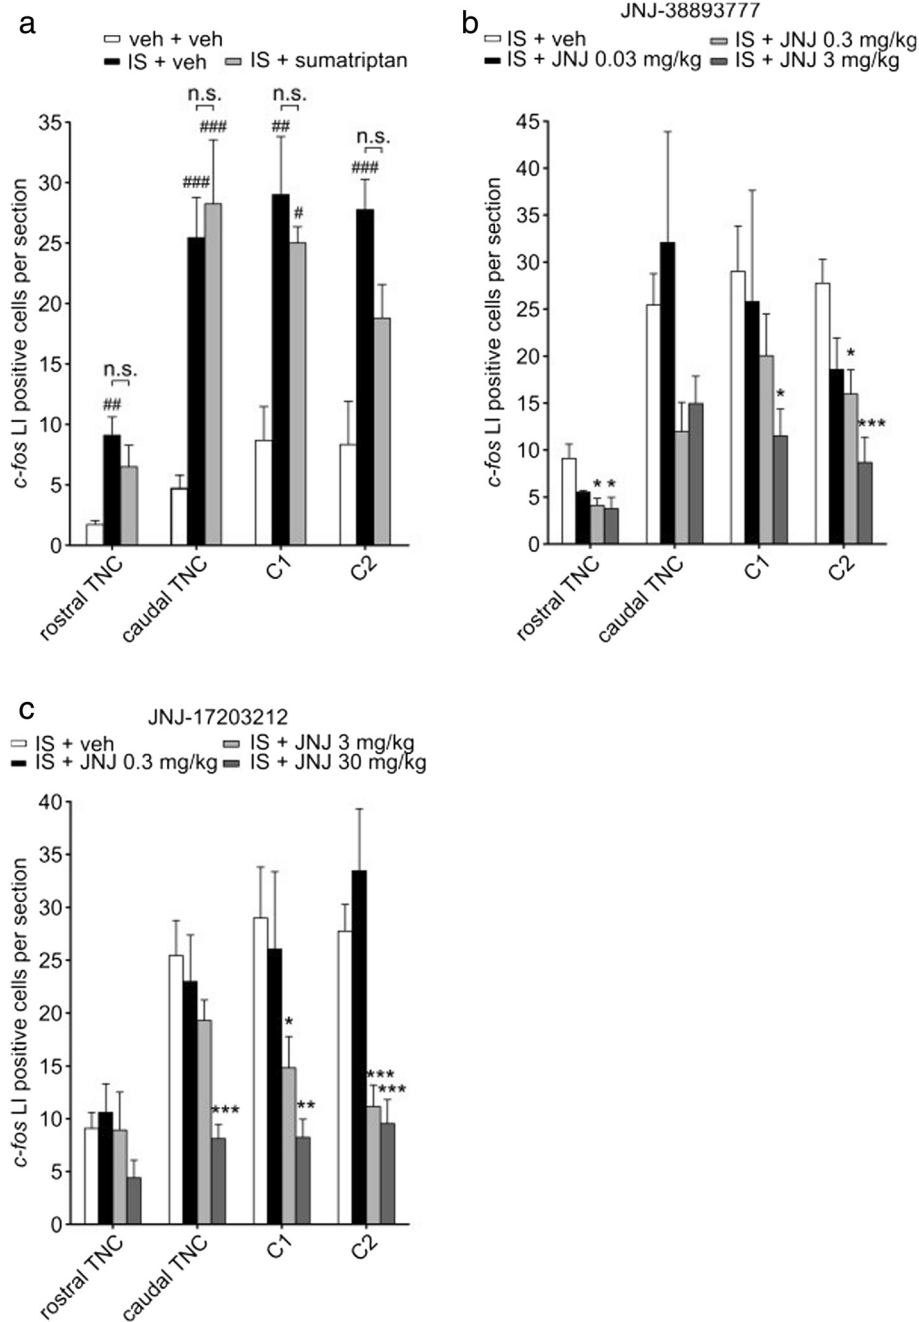 a
veh + veh
IS + veh IS + sumatriptan
n.s. n.s.
n.s.
### ##
###
### #
n.s.
##
35
30
25
20
15
10
5
0
c-fos LI positive cells per section
rostral TNC caudal TNC C1 C2
b
JNJ-38893777
IS + veh IS + JNJ 0.3 mg/kg
IS + JNJ 0.03 mg/kg IS + JNJ 3 mg/kg
45
40
35
30
25
20
15
10
5
0
c-fos LI positive cells per section
*
*
***
* *
rostral TNC caudal TNC C1 C2
c
JNJ-17203212
IS + veh IS + JNJ 3 mg/kg
IS + JNJ 0.3 mg/kg IS + JNJ 30 mg/kg
40
35
30
25
20
15
10
5
0
c-fos LI positive cells per section
*
***
***
*** **
rostral TNC caudal TNC C1 C2